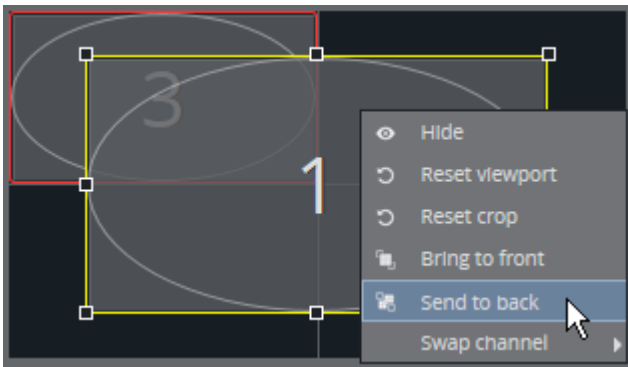 3
1
Hide
Reset viewport
Reset crop
Bring to front
Send to back
Swap channel